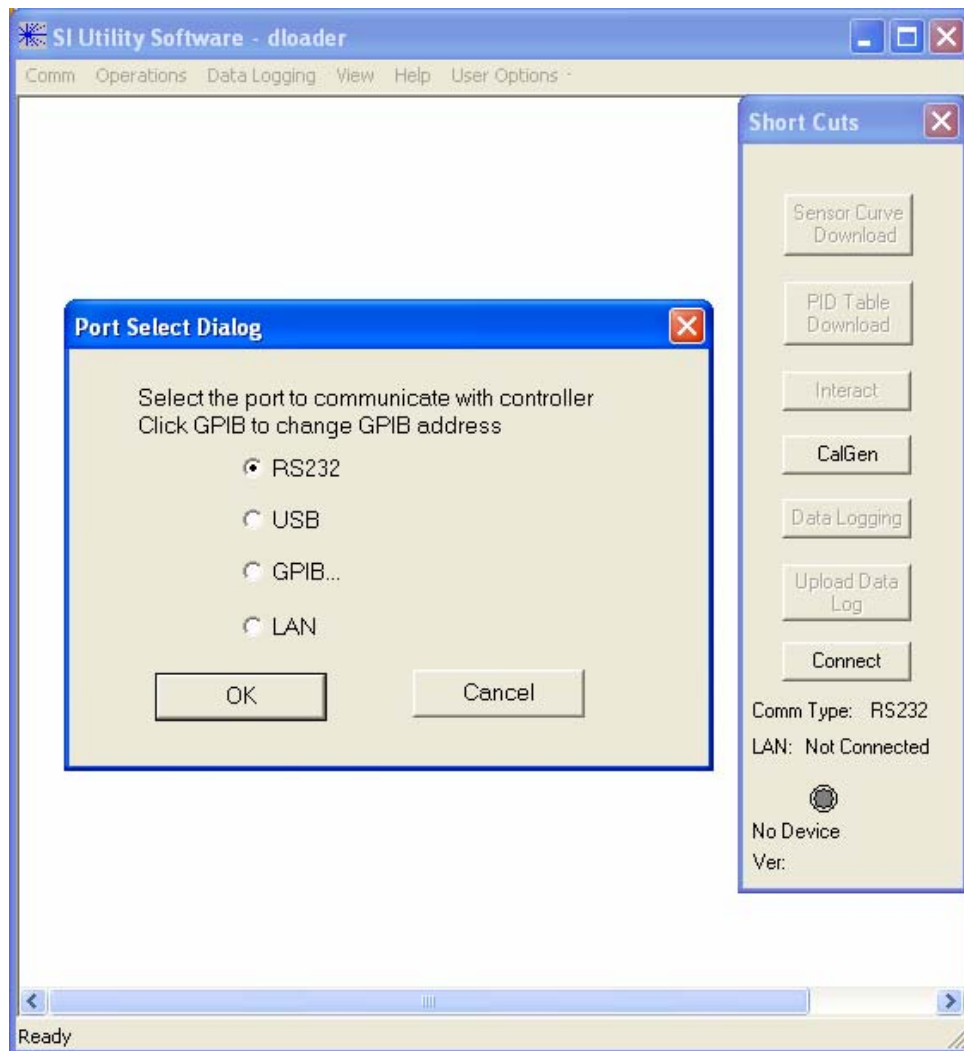 SI Utility Software - dloader
Comm Operations Data Logging View Help User Options
Short Cuts
Sensor Curve
Download
PID Table
Download
Interact
CalGen
Data Logging
Upload Data
Log
Connect
Comm Type: RS232
LAN: Not Connected
No Device
Ver:
Port Select Dialog
Select the port to communicate with controller
Click GPIB to change GPIB address
RS232
USB
GPIB...
LAN
OK Cancel
Ready